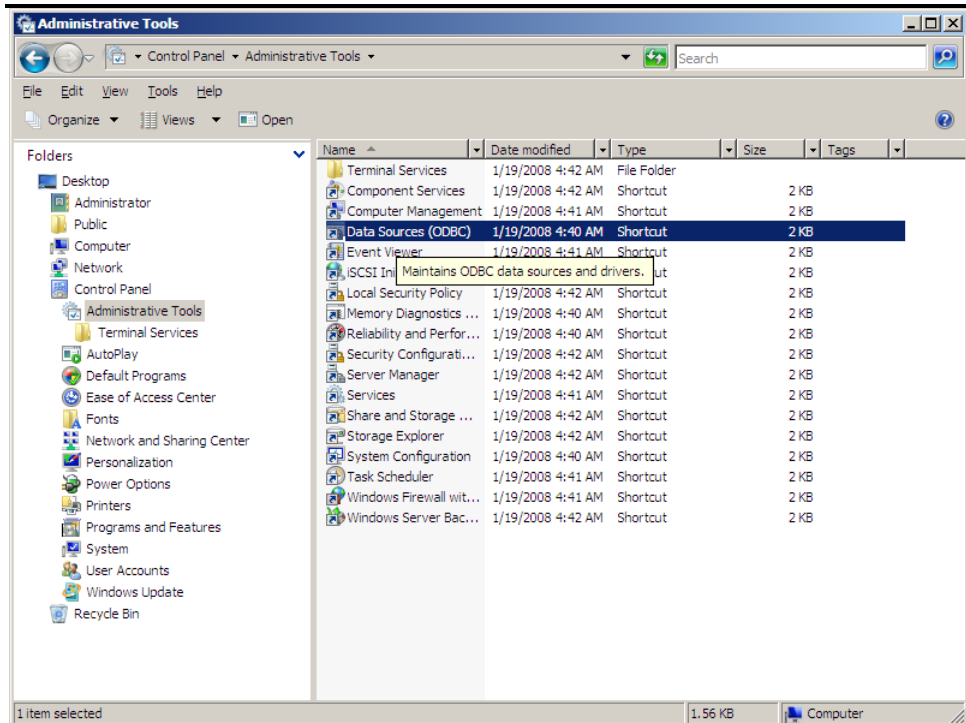 Administrative Tools
Control Panel Administrative Tools
Search
File Edit View Tools Help
Organize Views Open
Folders
Desktop
Administrator
Public
Computer
Network
Control Panel
Administrative Tools
Terminal Services
AutoPlay
Default Programs
Ease of Access Center
Fonts
Network and Sharing Center
Personalization
Power Options
Printers
Programs and Features
System
User Accounts
Windows Update
Recycle Bin
Name Date modified Type Size Tags
Terminal Services 1/19/2008 4:42 AM File Folder
Component Services 1/19/2008 4:42 AM Shortcut 2 KB
Computer Management 1/19/2008 4:41 AM Shortcut 2 KB
Data Sources (ODBC) 1/19/2008 4:40 AM Shortcut 2 KB
Event Viewer 1/19/2008 4:41 AM Shortcut 2 KB
iSCSI Ini Maintains ODBC data sources and drivers. ut 2 KB
Local Security Policy 1/19/2008 4:42 AM Shortcut 2 KB
Memory Diagnostics ... 1/19/2008 4:40 AM Shortcut 2 KB
Reliability and Perfor... 1/19/2008 4:40 AM Shortcut 2 KB
Security Configurati... 1/19/2008 4:42 AM Shortcut 2 KB
Server Manager 1/19/2008 4:42 AM Shortcut 2 KB
Services 1/19/2008 4:41 AM Shortcut 2 KB
Share and Storage ... 1/19/2008 4:42 AM Shortcut 2 KB
Storage Explorer 1/19/2008 4:42 AM Shortcut 2 KB
System Configuration 1/19/2008 4:40 AM Shortcut 2 KB
Task Scheduler 1/19/2008 4:41 AM Shortcut 2 KB
Windows Firewall wit... 1/19/2008 4:41 AM Shortcut 2 KB
Windows Server Bac... 1/19/2008 4:42 AM Shortcut 2 KB
1 item selected 1.56 KB Computer